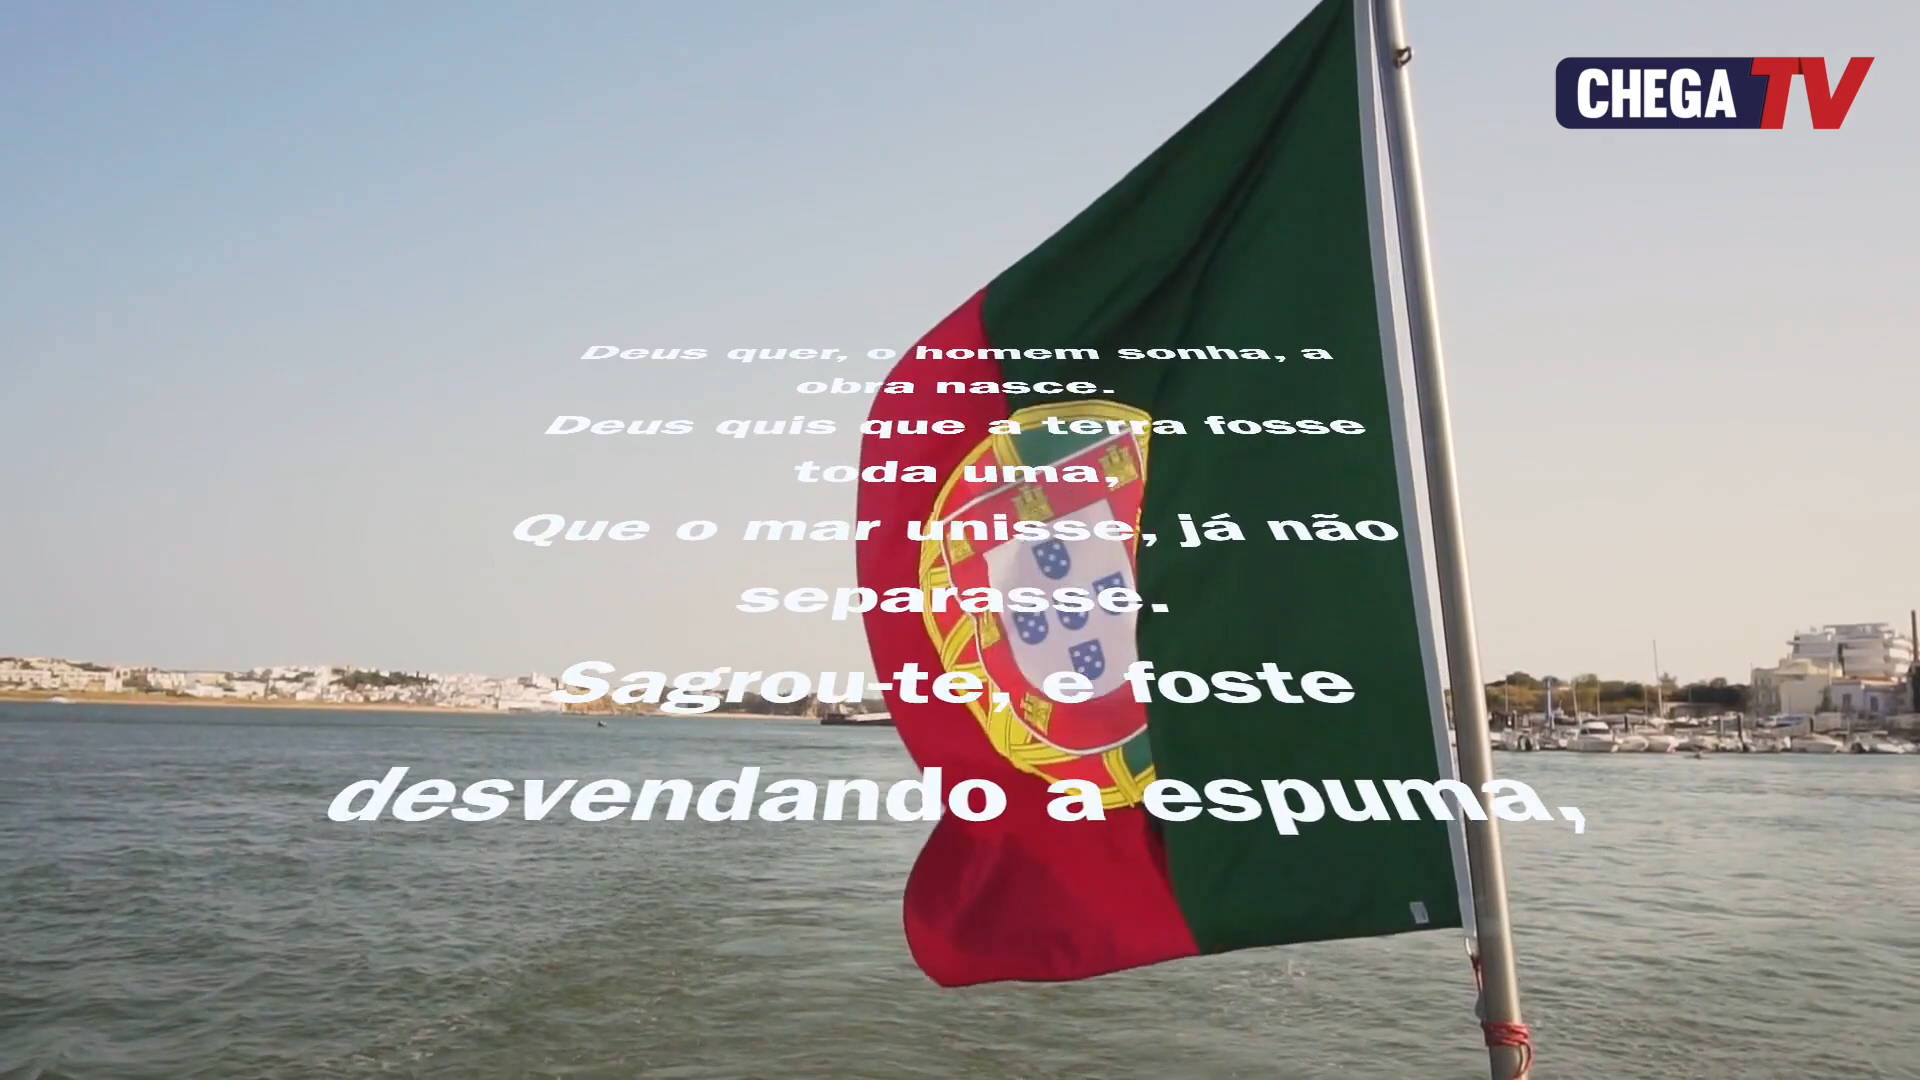 CHEGA TV
Deus quer, o homem sonha, a
obra nasce.
Deus quis que a terra fosse
toda uma,
Que o mar unisse, já não
separasse.
Sagrou-te, e foste
desvendando a espuma,